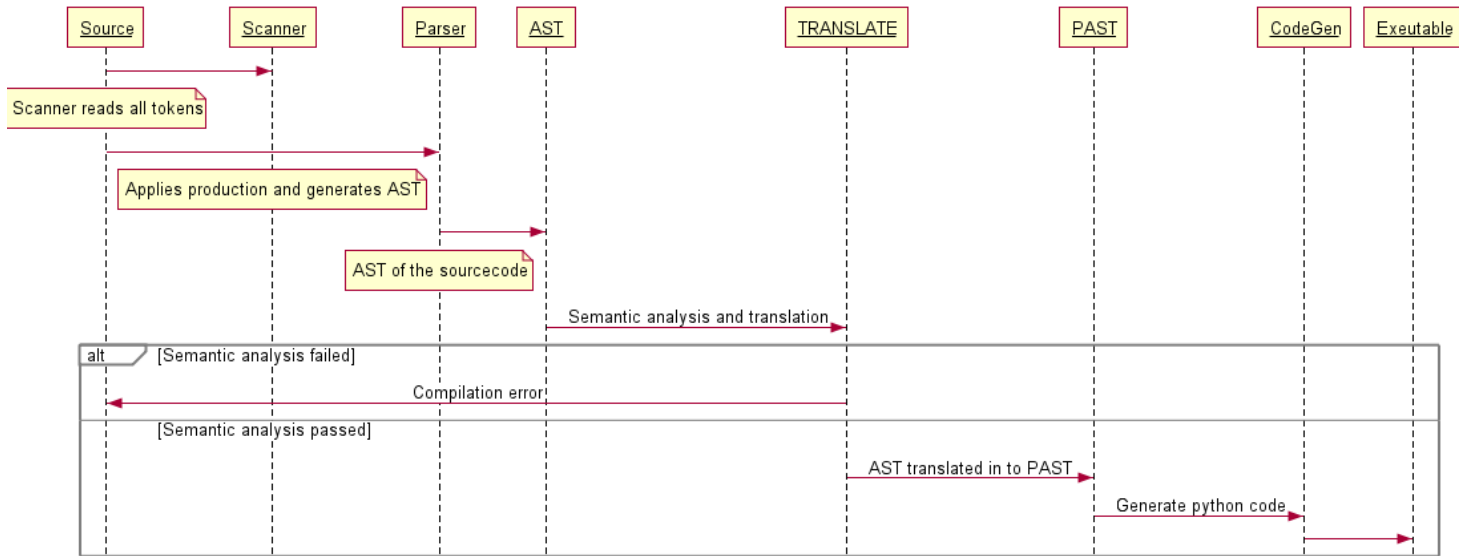 Source
Scanner
Parser
AST
TRANSLATE
PAST
CodeGen
Exeutable
Scanner reads all tokens
Applies production and generates AST
AST of the sourcecode
Semantic analysis and translation
alt
[Semantic analysis failed]
Compilation error
[Semantic analysis passed]
AST translated in to PAST
Generate python code